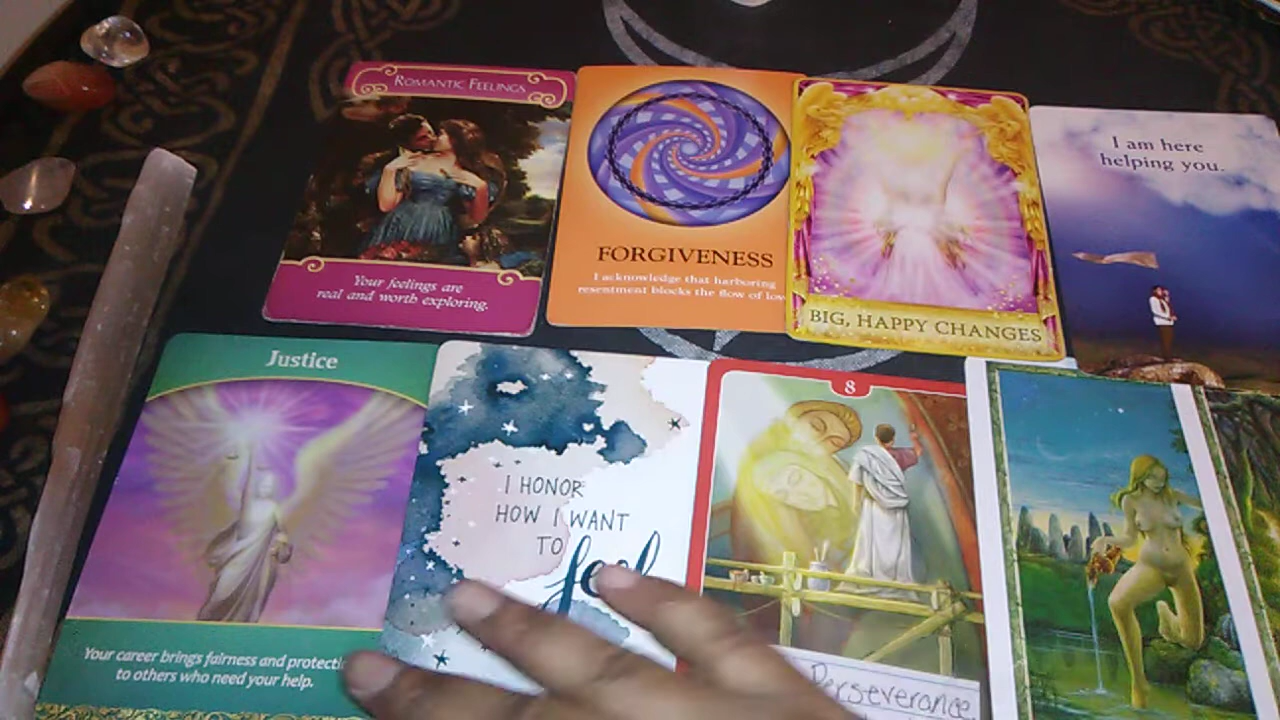 ROMANTIC FEELINGS
Your feelings are
real and worth exploring.
FORGIVENESS
I acknowledge that harboring
resentment blocks the flow of
BIG, HAPPY CHANGES
I am here
helping you.
Justice
Your career brings fairness and
to others who need your help.
I HONOR
HOW I WANT
TO feel
8
Perseverance